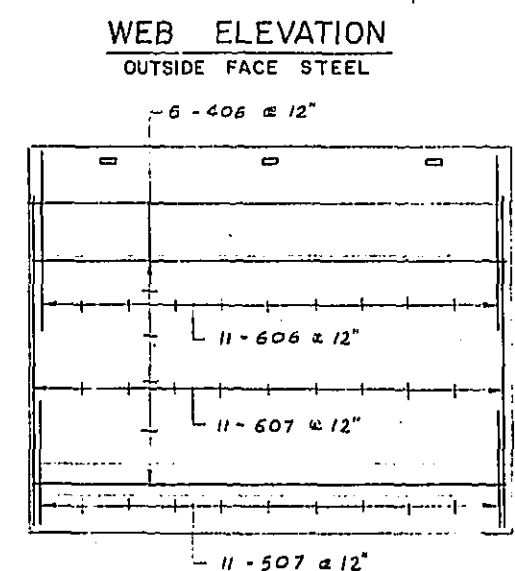 WEB ELEVATION
OUTSIDE FACE STEEL
6 - 406 @ 12"
11 - 606 @ 12"
11 - 607 @ 12"
11 - 507 @ 12"